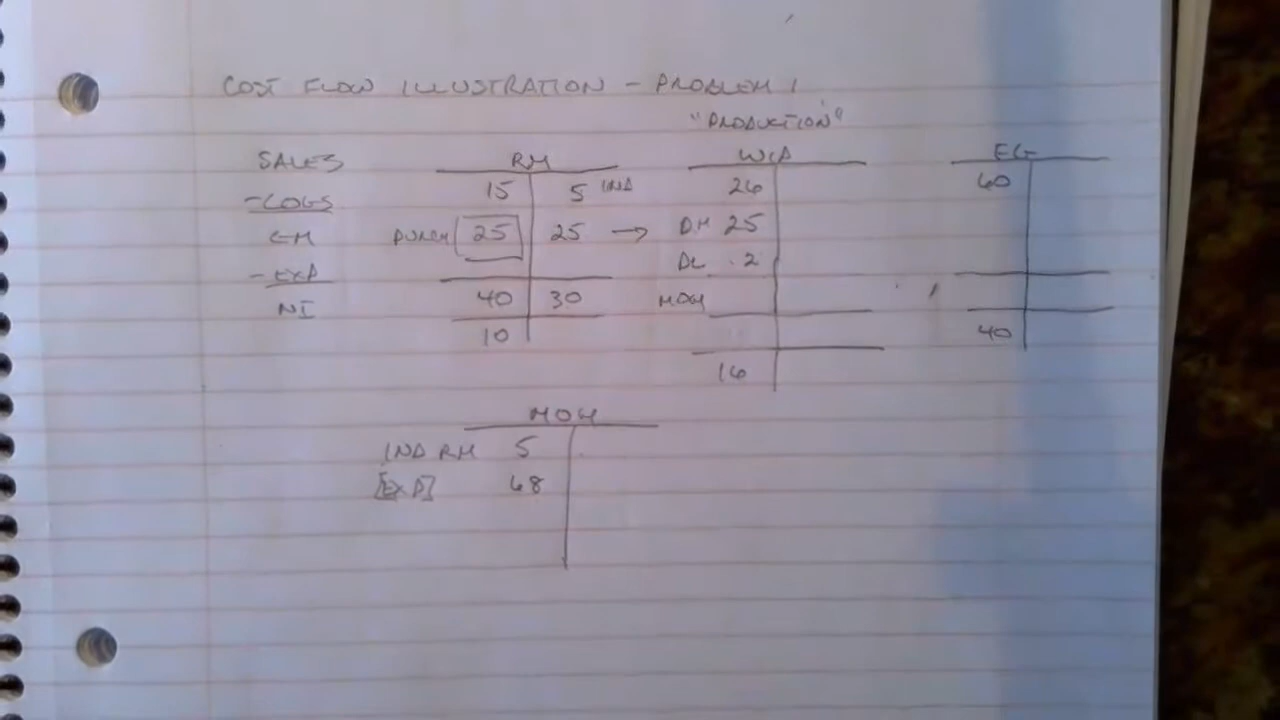 COST FLOW ILLUSTRATION - PROBLEM 1
"PRODUCTION"
SALES RM WIP FG
15 5 IND 26 60
-COGS
GM PURCH 25 25 → DM 25
- EXP DL 2
NI 40 30 MOH
10 40
16
MOH
IND RM 5
[EXP] 68